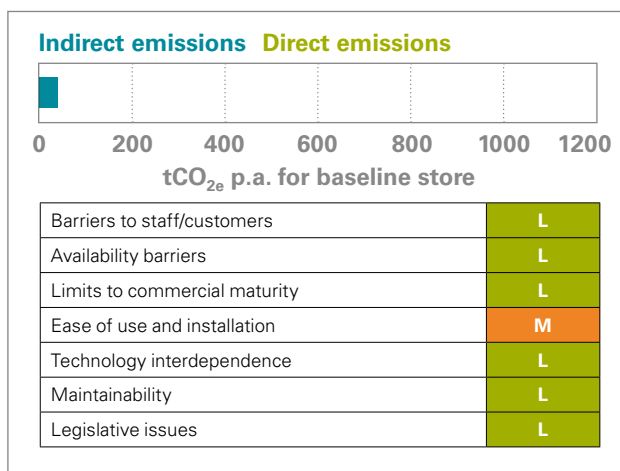 Indirect emissions Direct emissions
0 200 400 600 800 1000 1200
tCO2e p.a. for baseline store
Barriers to staff/customers L
Availability barriers L
Limits to commercial maturity L
Ease of use and installation M
Technology interdependence L
Maintainability L
Legislative issues L